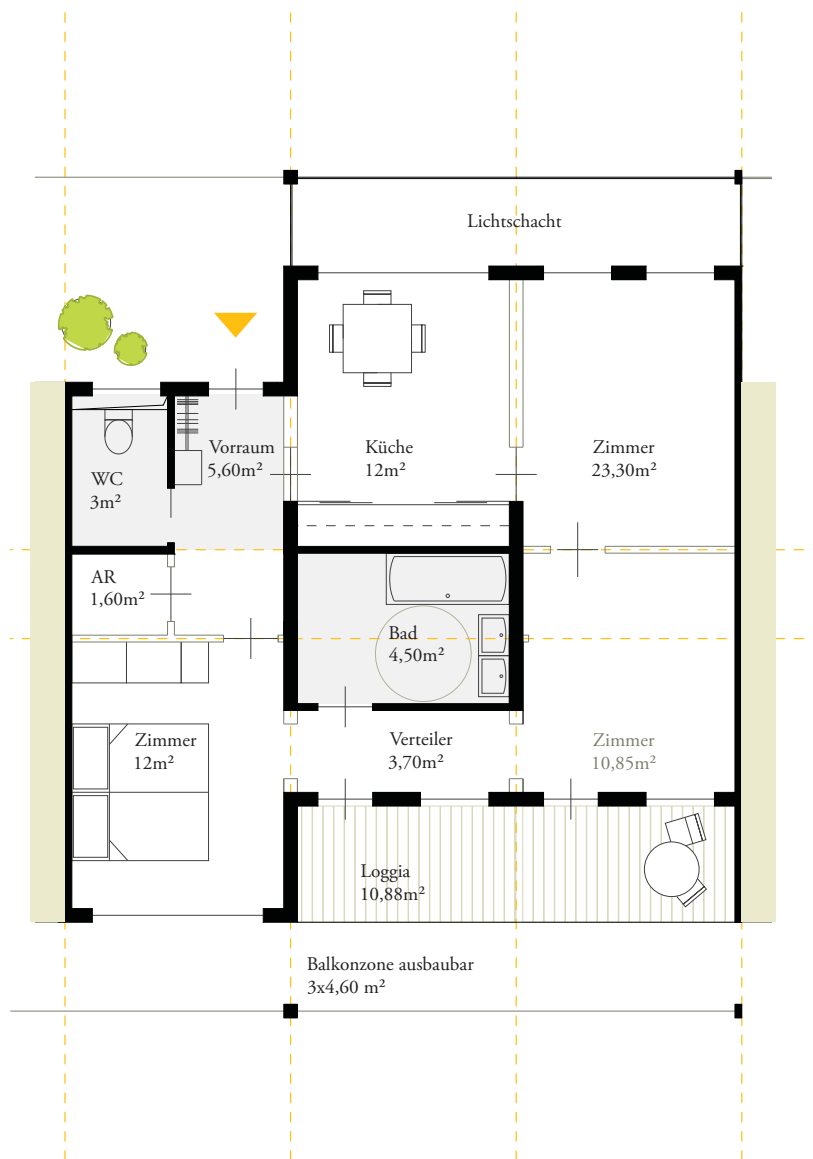 Lichtschacht
Vorraum
5,60m²
Küche
12m²
Zimmer
23,30m²
WC
3m²
AR
1,60m²
Bad
4,50m²
Zimmer
12m²
Verteiler
3,70m²
Zimmer
10,85m²
Loggia
10,88m²
Balkonzone ausbaubar
3x4,60 m²